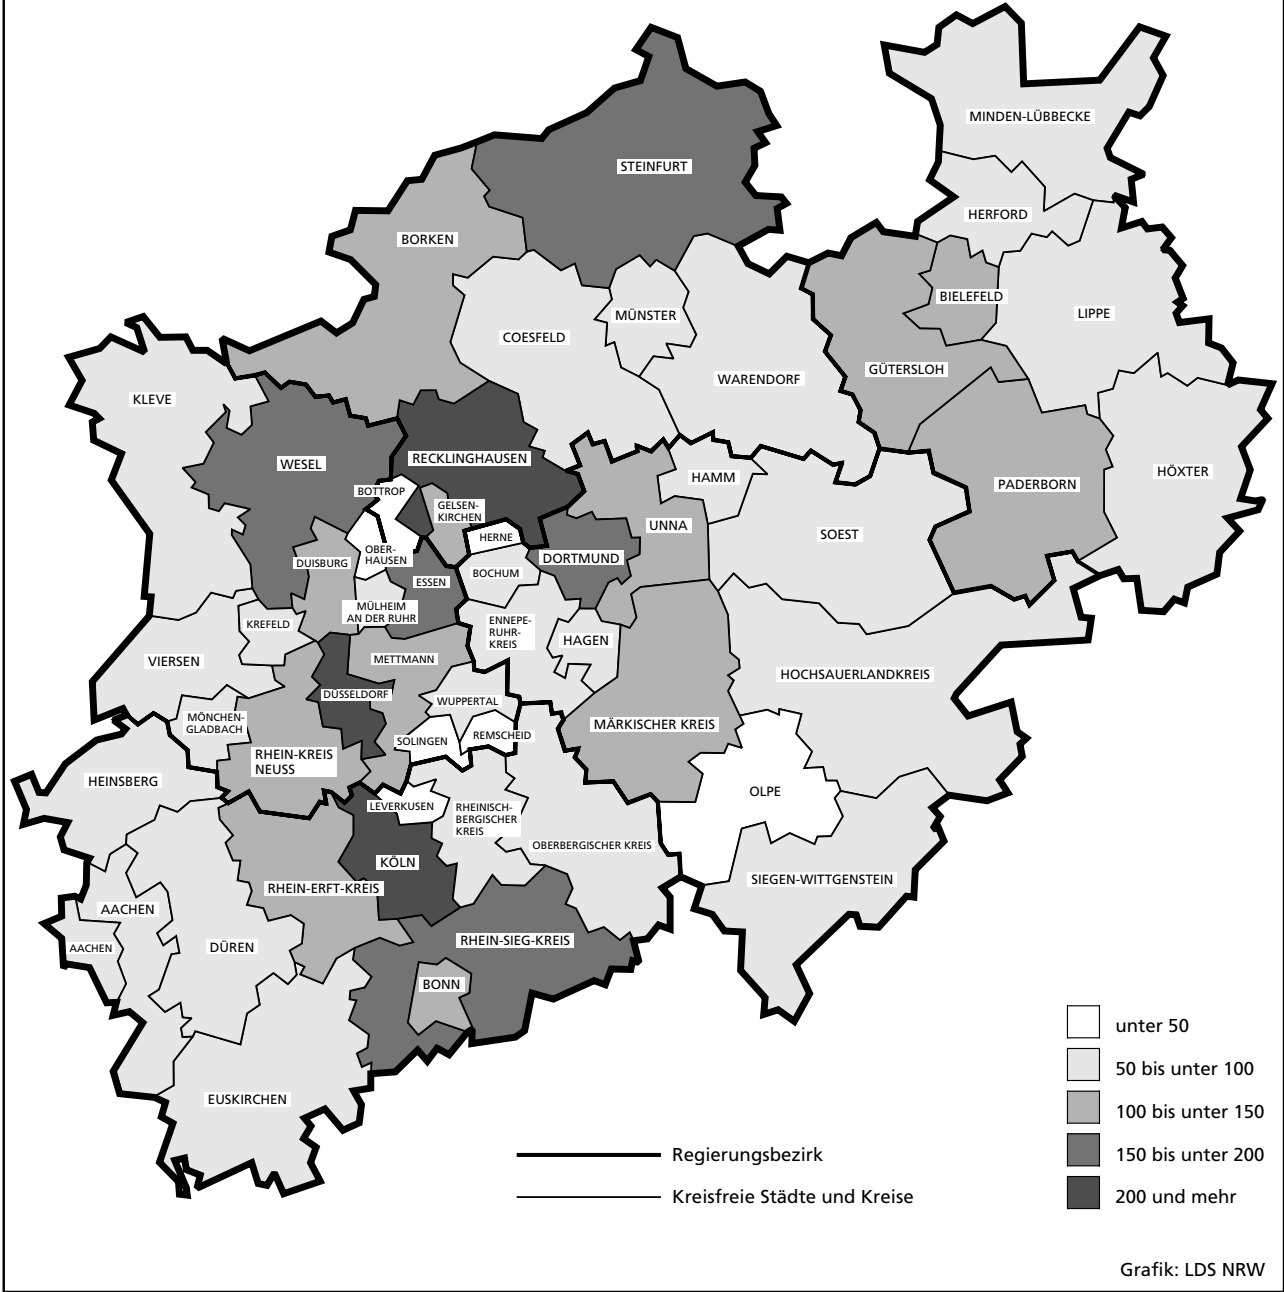 MINDEN-LÜBBECKE
STEINFURT
HERFORD
BORKEN
BIELEFELD
MÜNSTER
LIPPE
COESFELD
GÜTERSLOH
WARENDORF
KLEVE
RECKLINGHAUSEN
WESEL
HÖXTER
HAMM
PADERBORN
BOTTROP
GELSEN-
KIRCHEN
UNNA
SOEST
HERNE
OBER-
HAUSEN
DORTMUND
DUISBURG
BOCHUM
ESSEN
MÜLHEIM
AN DER RUHR
KREFELD
ENNEPE-
RUHR-
KREIS
HAGEN
VIERSEN
METTMANN
HOCHSAUERLANDKREIS
DÜSSELDORF
WUPPERTAL
MÖNCHEN-
GLADBACH
MÄRKISCHER KREIS
SOLINGEN
REMSCHEID
RHEIN-KREIS
NEUSS
HEINSBERG
OLPE
LEVERKUSEN
RHEINISCH-
BERGISCHER
KREIS
OBERBERGISCHER KREIS
KÖLN
RHEIN-ERFT-KREIS
SIEGEN-WITTGENSTEIN
AACHEN
AACHEN
DÜREN
RHEIN-SIEG-KREIS
BONN
EUSKIRCHEN
unter 50
50 bis unter 100
100 bis unter 150
150 bis unter 200
200 und mehr
Regierungsbezirk
Kreisfreie Städte und Kreise
Grafik: LDS NRW